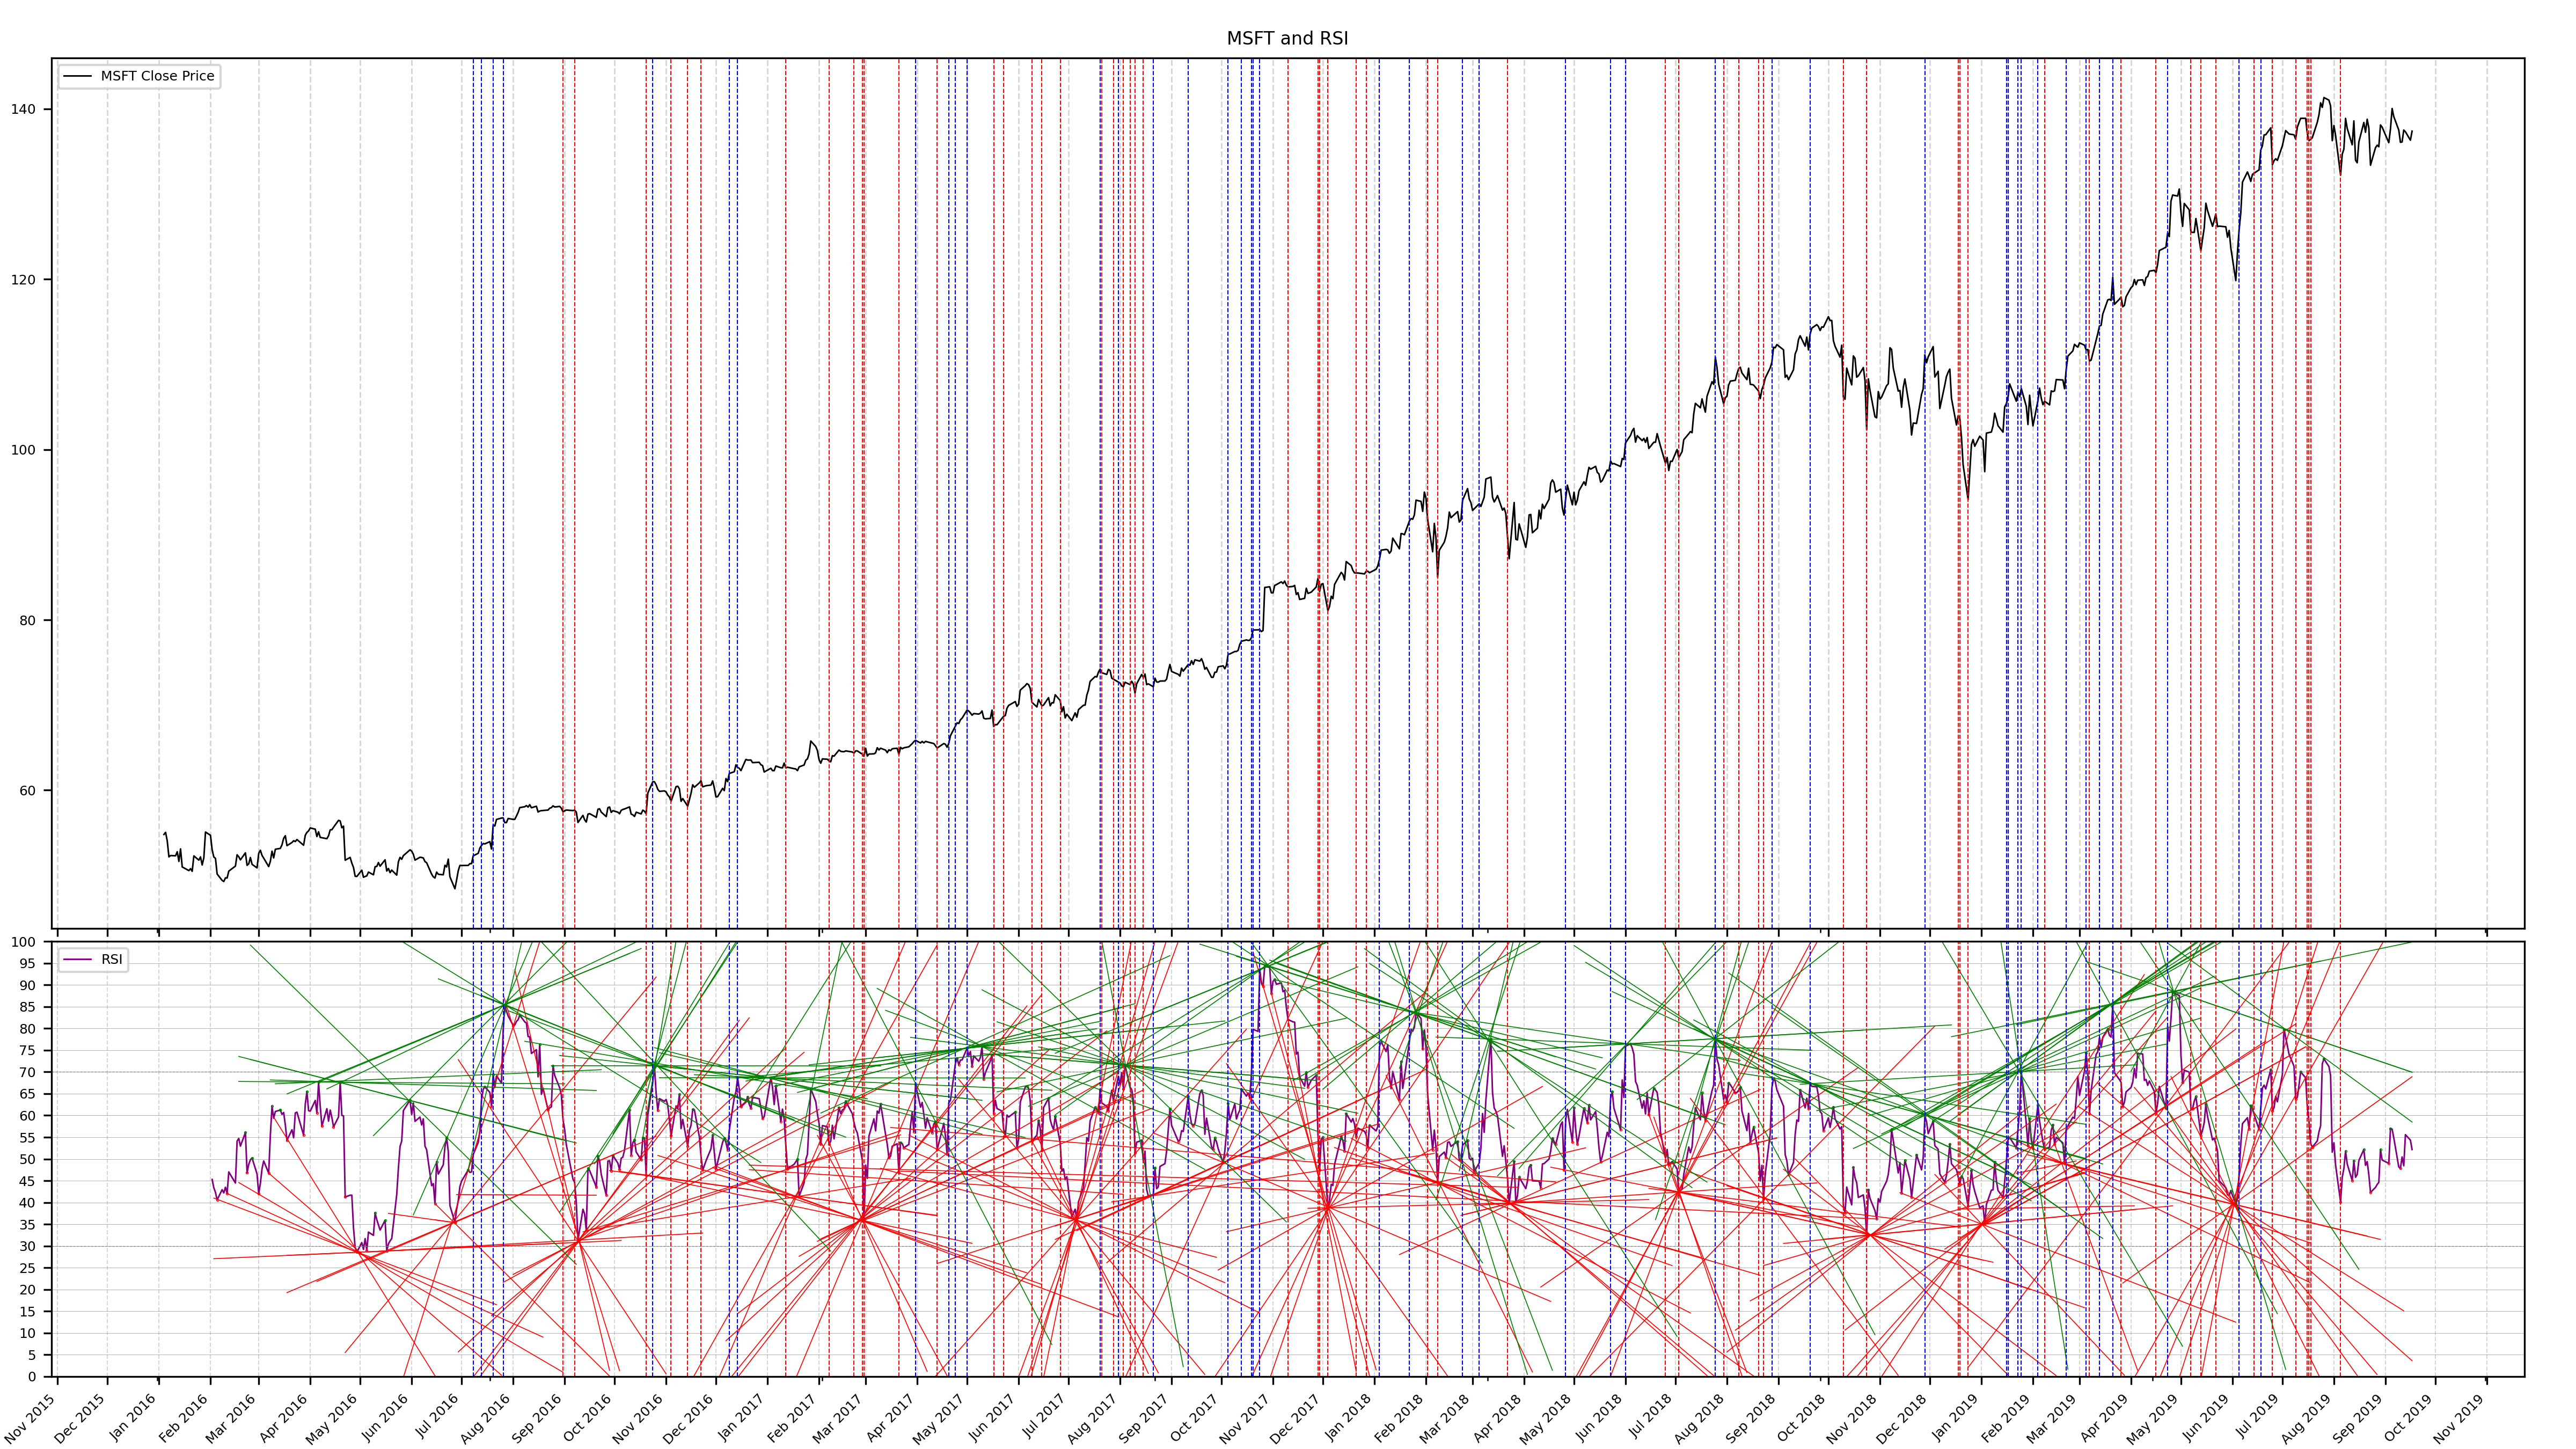 MSFT and RSI
MSFT Close Price
140
120
100
80
60
RSI
100
95
90
85
80
75
70
65
60
55
50
45
40
35
30
25
20
15
10
5
0
Nov 2015
Dec 2015
Jan 2016
Feb 2016
Mar 2016
Apr 2016
May 2016
Jun 2016
Jul 2016
Aug 2016
Sep 2016
Oct 2016
Nov 2016
Dec 2016
Jan 2017
Feb 2017
Mar 2017
Apr 2017
May 2017
Jun 2017
Jul 2017
Aug 2017
Sep 2017
Oct 2017
Nov 2017
Dec 2017
Jan 2018
Feb 2018
Mar 2018
Apr 2018
May 2018
Jun 2018
Jul 2018
Aug 2018
Sep 2018
Oct 2018
Nov 2018
Dec 2018
Jan 2019
Feb 2019
Mar 2019
Apr 2019
May 2019
Jun 2019
Jul 2019
Aug 2019
Sep 2019
Oct 2019
Nov 2019